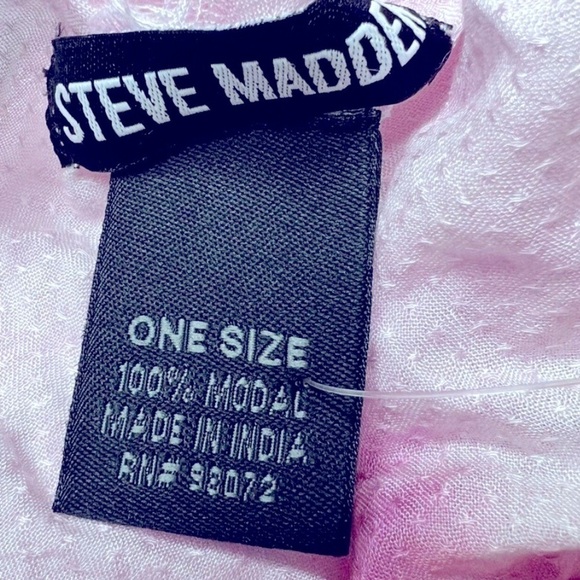 STEVE MADDEN
ONE SIZE
100% MODAL
MADE IN INDIA
RN# 98072